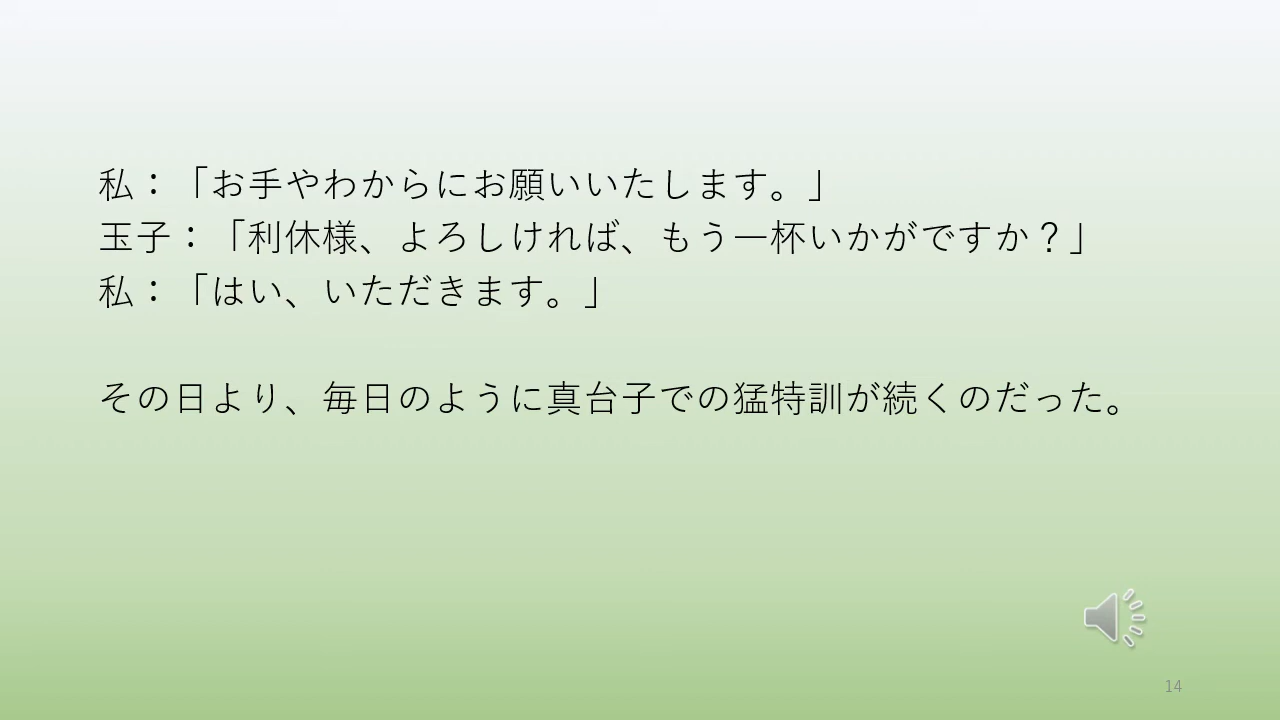 私：「お手やわからにお願いいたします。」
玉子：「利休様、よろしければ、もう一杯いかがですか？」
私：「はい、いただきます。」
その日より、毎日のように真台子での猛特訓が続くのだった。
14